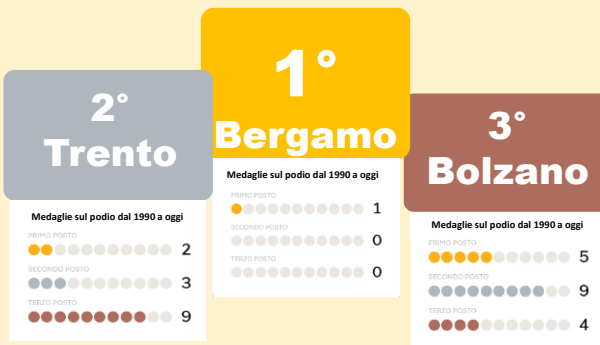 2°
Trento
Medaglie sul podio dal 1990 a oggi
PRIMO POSTO
2
SECONDO POSTO
3
TERZO POSTO
9
1°
Bergamo
Medaglie sul podio dal 1990 a oggi
PRIMO POSTO
1
SECONDO POSTO
0
TERZO POSTO
0
3°
Bolzano
Medaglie sul podio dal 1990 a oggi
PRIMO POSTO
5
SECONDO POSTO
9
TERZO POSTO
4